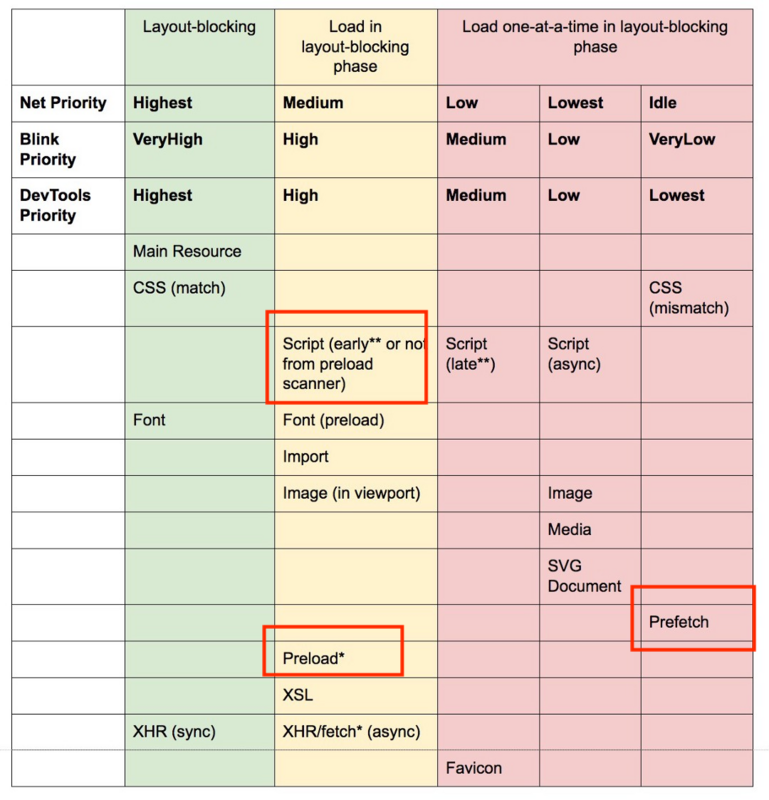 Layout-blocking
Load in
layout-blocking
phase
Load one-at-a-time in layout-blocking
phase
Net Priority Highest Medium Low Lowest Idle
Blink
Priority
VeryHigh High Medium Low VeryLow
DevTools
Priority
Highest High Medium Low Lowest
Main Resource
CSS (match)
CSS
(mismatch)
Script (early** or not
from preload
scanner)
Script
(late**)
Script
(async)
Font Font (preload)
Import
Image (in viewport) Image
Media
SVG
Document
Prefetch
Preload*
XSL
XHR (sync) XHR/fetch* (async)
Favicon